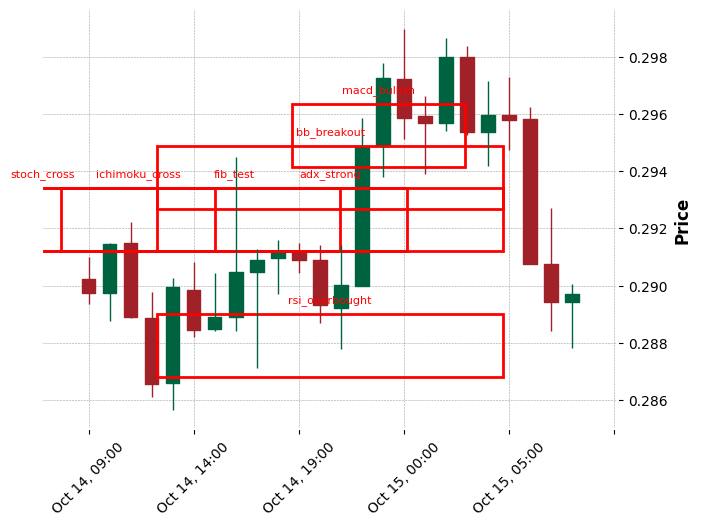 0.298
macd_bullish
0.296
bb_breakout
0.294
stoch_cross ichimoku_cross fib_test adx_strong
0.292
Price
0.290
rsi_overbought
0.288
0.286
Oct 14, 09:00
Oct 14, 14:00
Oct 14, 19:00
Oct 15, 00:00
Oct 15, 05:00